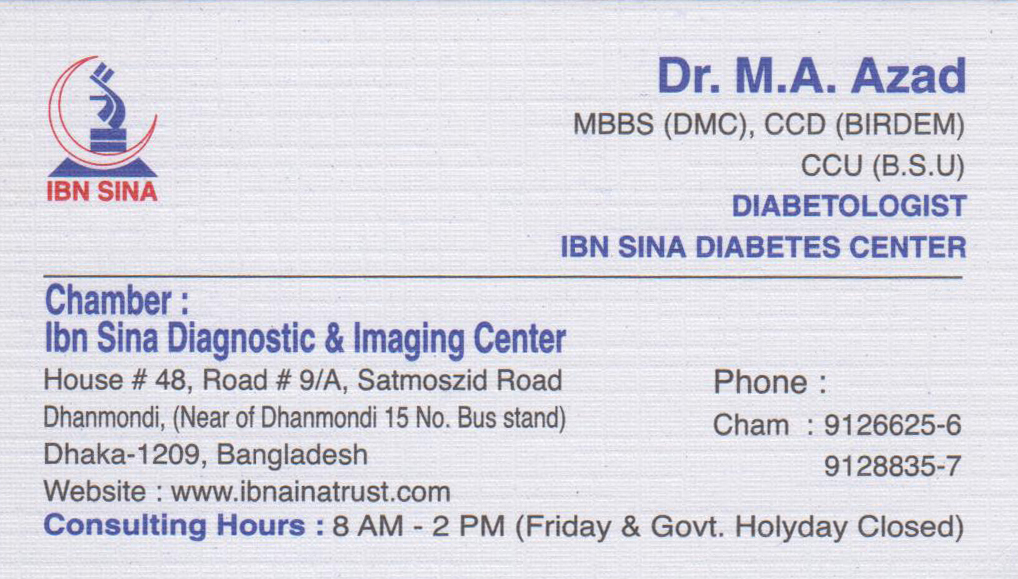 IBN SINA
Dr. M.A. Azad
MBBS (DMC), CCD (BIRDEM)
CCU (B.S.U)
DIABETOLOGIST
IBN SINA DIABETES CENTER
Chamber :
Ibn Sina Diagnostic & Imaging Center
House # 48, Road # 9/A, Satmoszid Road
Dhanmondi, (Near of Dhanmondi 15 No. Bus stand)
Dhaka-1209, Bangladesh
Website : www.ibnainatrust.com
Phone :
Cham : 9126625-6
9128835-7
Consulting Hours : 8 AM - 2 PM (Friday & Govt. Holyday Closed)